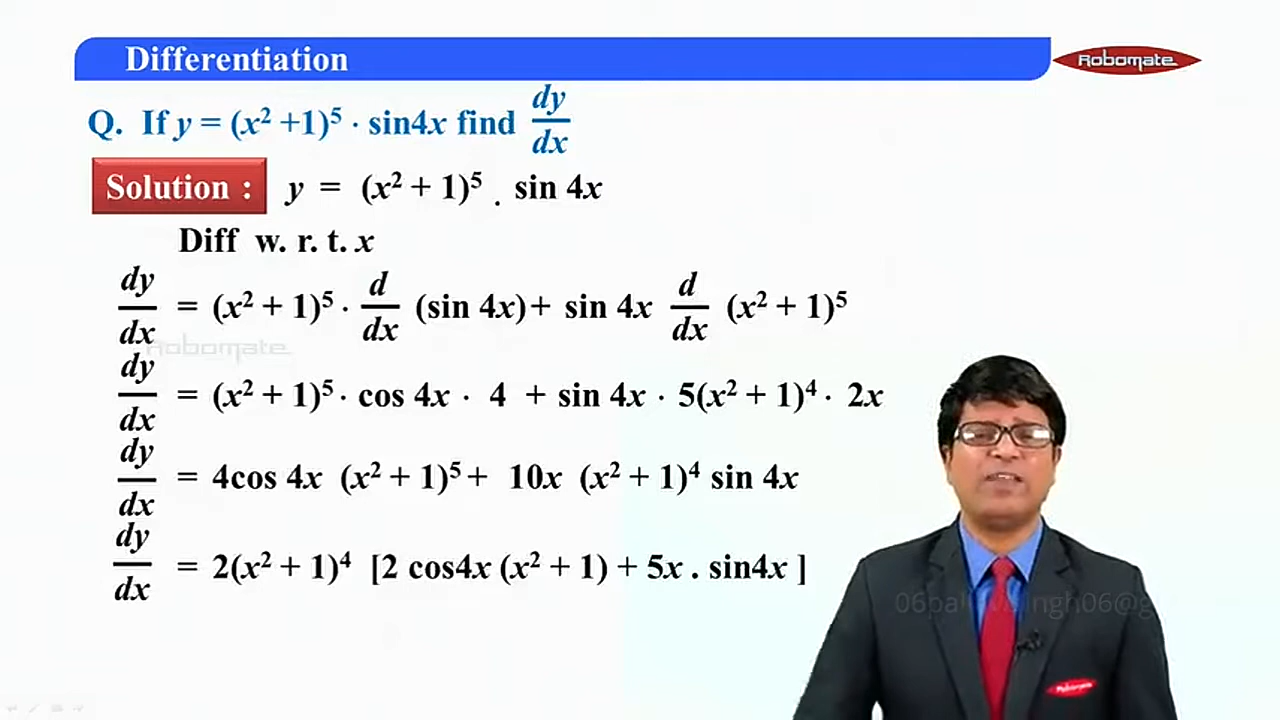 Differentiation
Robomate
Q. If y = (x² +1)⁵ · sin4x find dy/dx
Solution : y = (x² + 1)⁵ . sin 4x
Diff w. r. t. x
dy/dx = (x² + 1)⁵ · d/dx (sin 4x)+ sin 4x d/dx (x² + 1)⁵
Robomate
dy/dx = (x² + 1)⁵ · cos 4x · 4 + sin 4x · 5(x² + 1)⁴ · 2x
dy/dx = 4cos 4x (x² + 1)⁵ + 10x (x² + 1)⁴ sin 4x
dy/dx = 2(x² + 1)⁴ [2 cos4x (x² + 1) + 5x . sin4x ]
Robomate